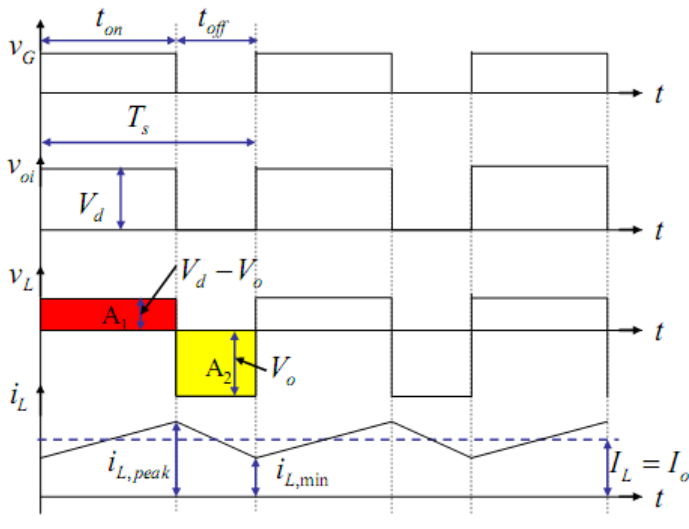 t_on t_off
v_G
t
T_s
v_oi
V_d
t
v_L
V_d − V_o
A_1
t
A_2
V_o
i_L
i_L,peak
i_L,min
I_L = I_o
t